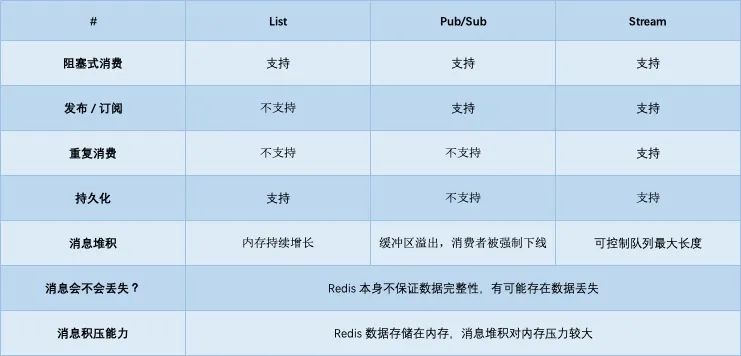 # List Pub/Sub Stream
阻塞式消费 支持 支持 支持
发布 / 订阅 不支持 支持 支持
重复消费 不支持 不支持 支持
持久化 支持 不支持 支持
消息堆积 内存持续增长 缓冲区溢出，消费者被强制下线 可控制队列最大长度
消息会不会丢失？ Redis 本身不保证数据完整性，有可能存在数据丢失
消息积压能力 Redis 数据存储在内存，消息堆积对内存压力较大